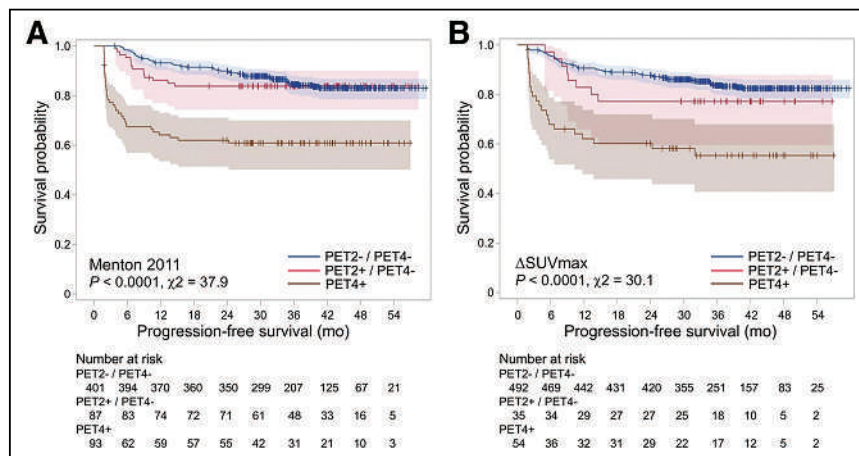 A
Survival probability
1.0
0.8
0.6
0.4
0.2
0.0
PET2- / PET4-
PET2+ / PET4-
PET4+
Menton 2011
P < 0.0001, χ2 = 37.9
0 6 12 18 24 30 36 42 48 54
Progression-free survival (mo)
Number at risk
PET2- / PET4-
401 394 370 360 350 299 207 125 67 21
PET2+ / PET4-
87 83 74 72 71 61 48 33 16 5
PET4+
93 62 59 57 55 42 31 21 10 3
B
Survival probability
1.0
0.8
0.6
0.4
0.2
0.0
PET2- / PET4-
PET2+ / PET4-
PET4+
ΔSUVmax
P < 0.0001, χ2 = 30.1
0 6 12 18 24 30 36 42 48 54
Progression-free survival (mo)
Number at risk
PET2- / PET4-
492 469 442 431 420 355 251 157 83 25
PET2+ / PET4-
35 34 29 27 27 25 18 10 5 2
PET4+
54 36 32 31 29 22 17 12 5 2